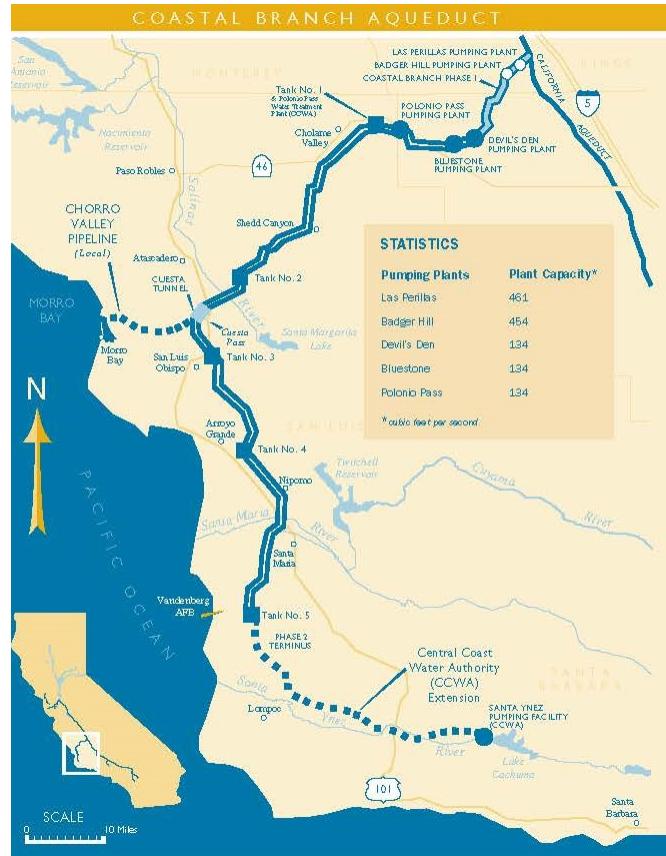 COASTAL BRANCH AQUEDUCT
San
Antonio
Reservoir
MONTEREY
KINGS
LAS PERILLAS PUMPING PLANT
BADGER HILL PUMPING PLANT
COASTAL BRANCH PHASE I
CALIFORNIA
AQUEDUCT
5
Tank No. 1
& Polonio Pass
Water Treatment
Plant (CCWA)
POLONIO PASS
PUMPING PLANT
Cholame
Valley
DEVIL'S DEN
PUMPING PLANT
BLUESTONE
PUMPING PLANT
Nacimiento
Reservoir
Paso Robles
46
Salinas
River
CHORRO
VALLEY
PIPELINE
(Local)
Shedd Canyon
Atascadero
CUESTA
TUNNEL
Tank No. 2
MORRO
BAY
Morro
Bay
Cuesta
Pass
Santa Margarita
Lake
San Luis
Obispo
Tank No. 3
STATISTICS
Pumping Plants Plant Capacity*
Las Perillas 461
Badger Hill 454
Devil's Den 134
Bluestone 134
Polonio Pass 134
*cubic feet per second
N
Arroyo
Grande
SAN LUIS
Tank No. 4
Twitchell
Reservoir
Cuyama
River
Nipomo
Santa Maria
River
Santa
Maria
PACIFIC OCEAN
Vandenberg
AFB
Tank No. 5
PHASE 2
TERMINUS
Central Coast
Water Authority
(CCWA)
Extension
SANTA
BARBARA
Santa
Ynez
River
Lompoc
SANTA YNEZ
PUMPING FACILITY
(CCWA)
Lake
Cachuma
101
Santa
Barbara
SCALE
0 10 Miles